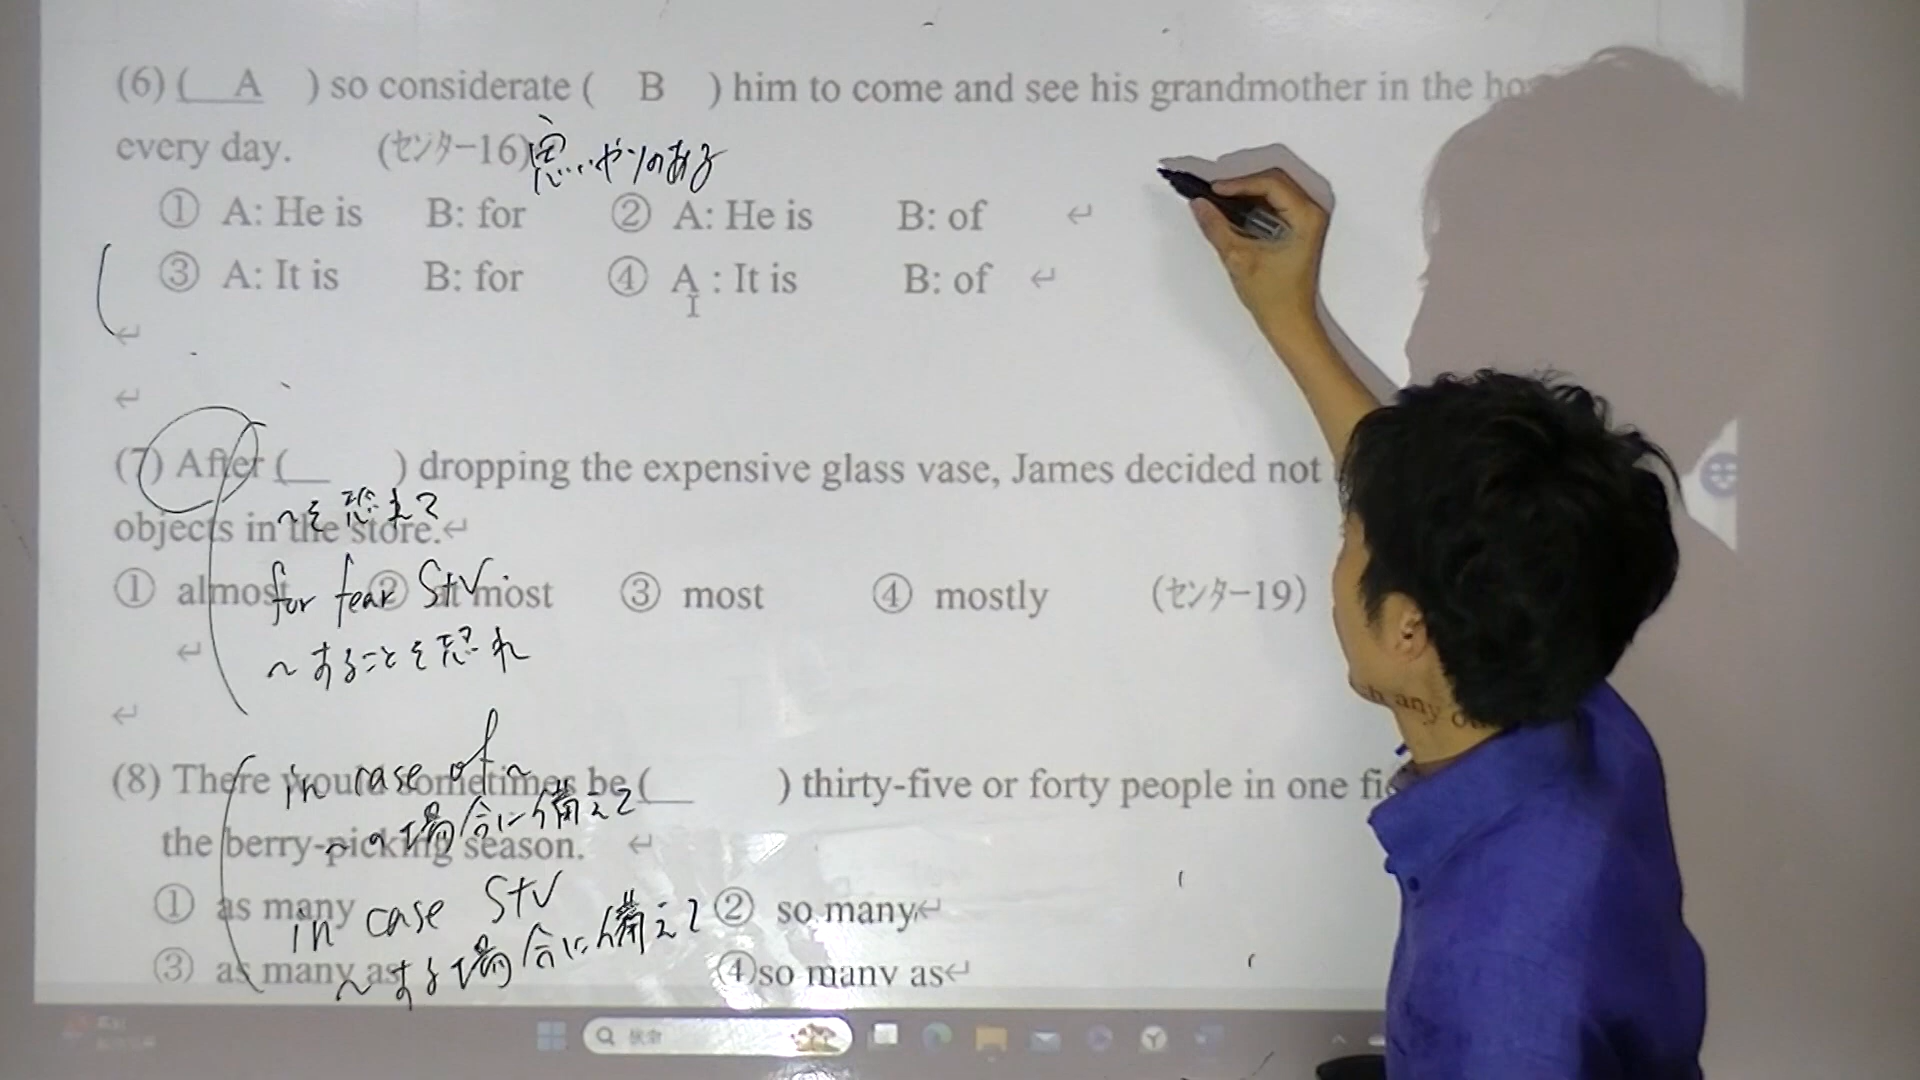 (6) ( A ) so considerate ( B ) him to come and see his grandmother in the
every day. (センター16) 思いやりのある
① A: He is B: for ② A: He is B: of ↵
③ A: It is B: for ④ A : It is B: of ↵
↵
↵
(7) After ( ) dropping the expensive glass vase, James decided not
~を恐れて
objects in the store.↵
① almost ② most ③ most ④ mostly (センター19)
for fear S+V
↵
~することを恐れ
↵
in case of ~
(8) There would sometimes be ( ) thirty-five or forty people in one
~の場合に備えて
the berry-picking season. ↵
in case S+V
① as many ② so many↵
~する場合に備えて
③ as many as ④so many as↵